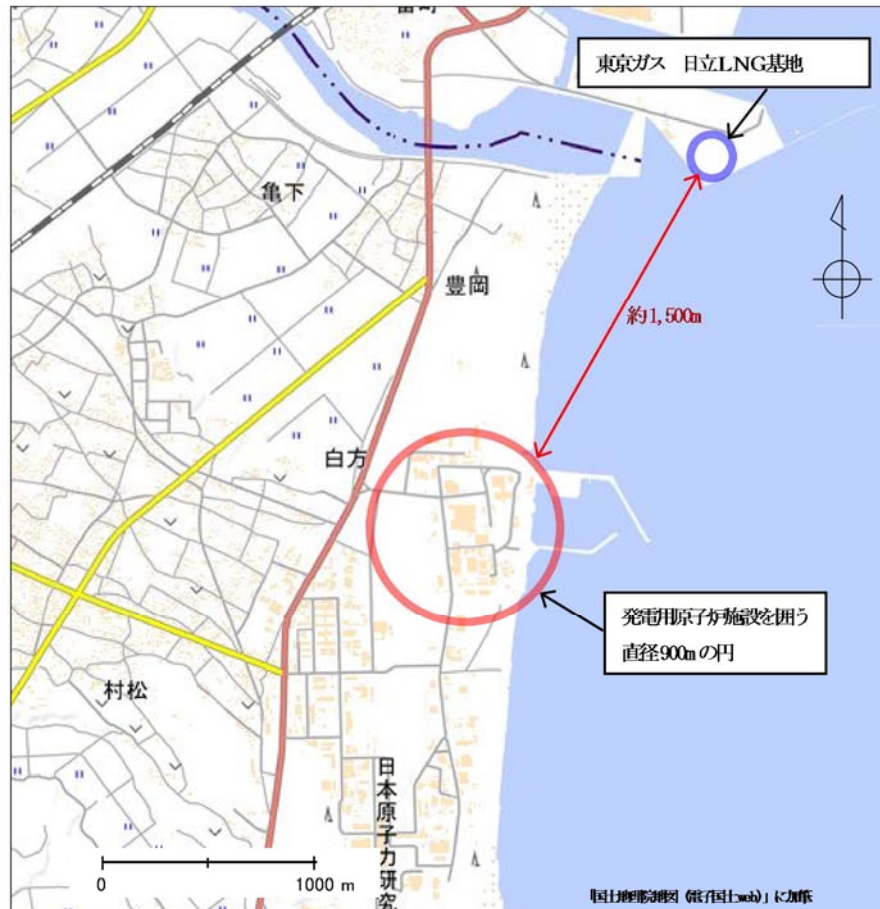 東京ガス 日立LNG基地
亀下
豊岡
約1,500m
白方
発電用原子炉施設を囲う
直径900mの円
村松
日本原子力研究
0 1000 m
「国土地理院地図(電子国土web)」に加筆